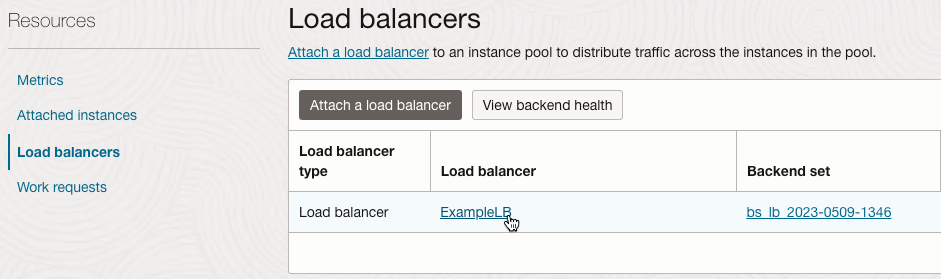 Resources
Metrics
Attached instances
Load balancers
Work requests
Load balancers
Attach a load balancer to an instance pool to distribute traffic across the instances in the pool.
Attach a load balancer View backend health
Load balancer type Load balancer Backend set
Load balancer ExampleLB bs_lb_2023-0509-1346